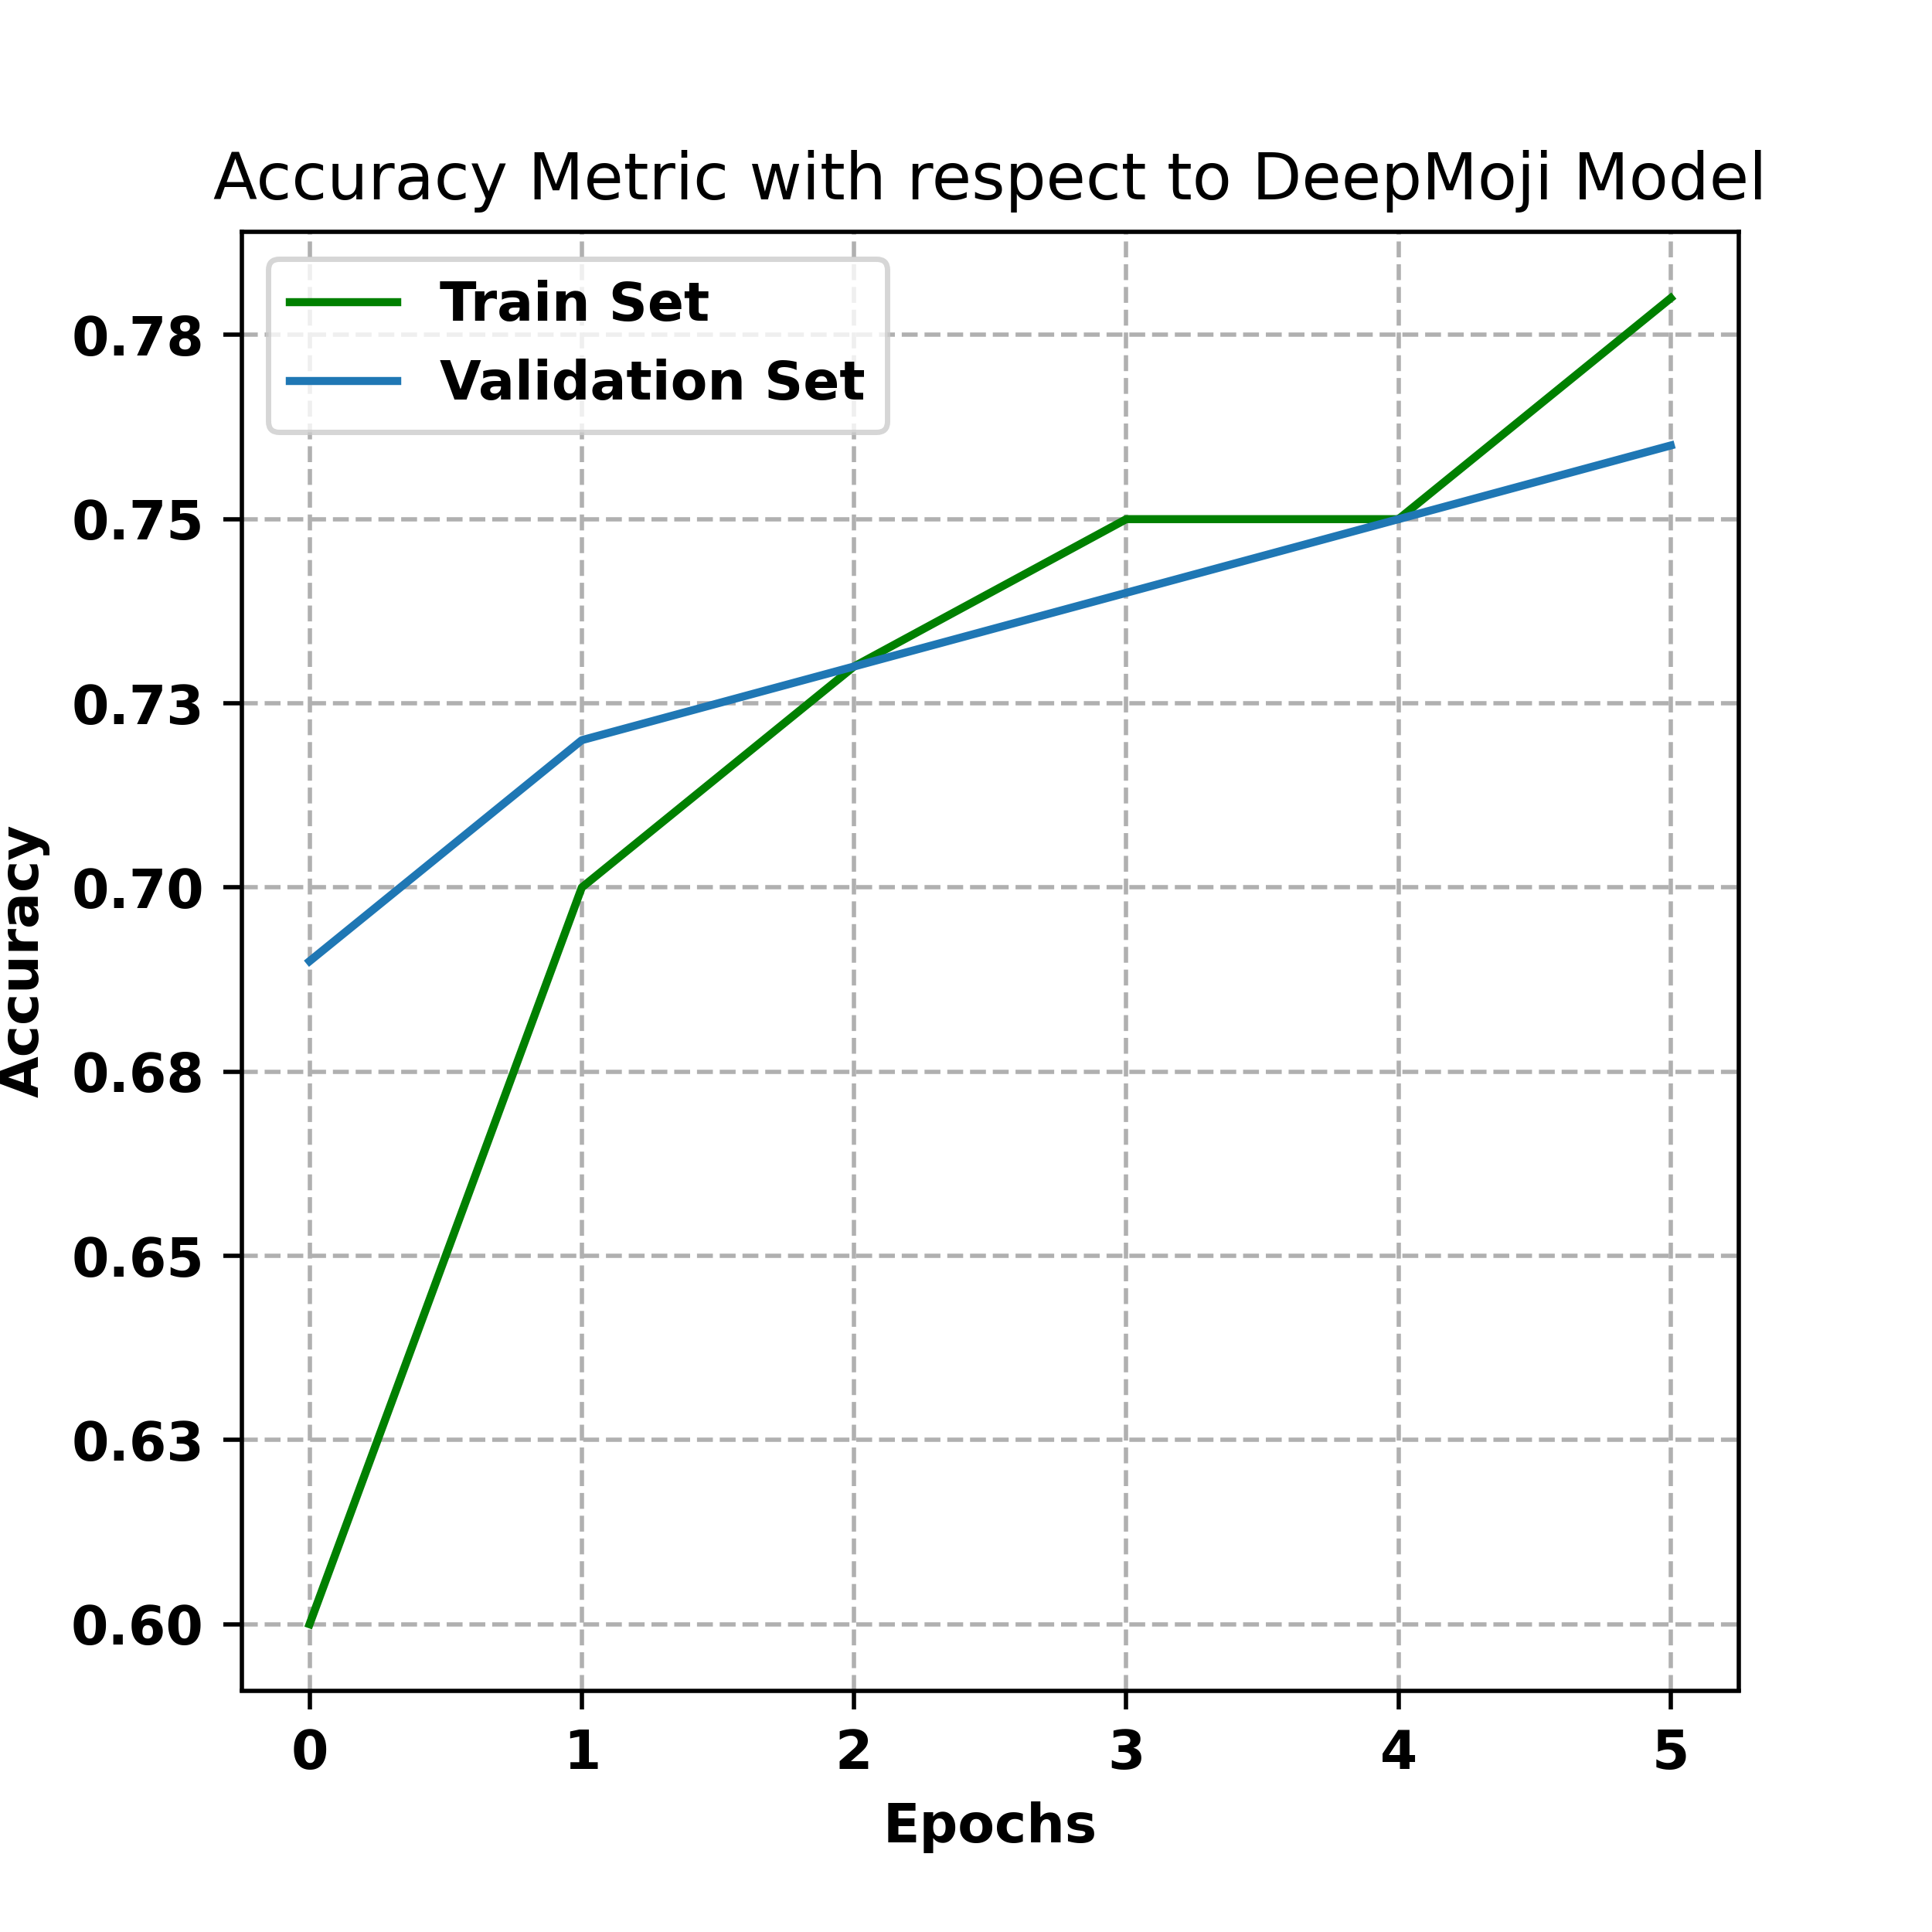 Accuracy Metric with respect to DeepMoji Model
Train Set
Validation Set
0.78
0.75
0.73
0.70
0.68
0.65
0.63
0.60
Accuracy
0 1 2 3 4 5
Epochs